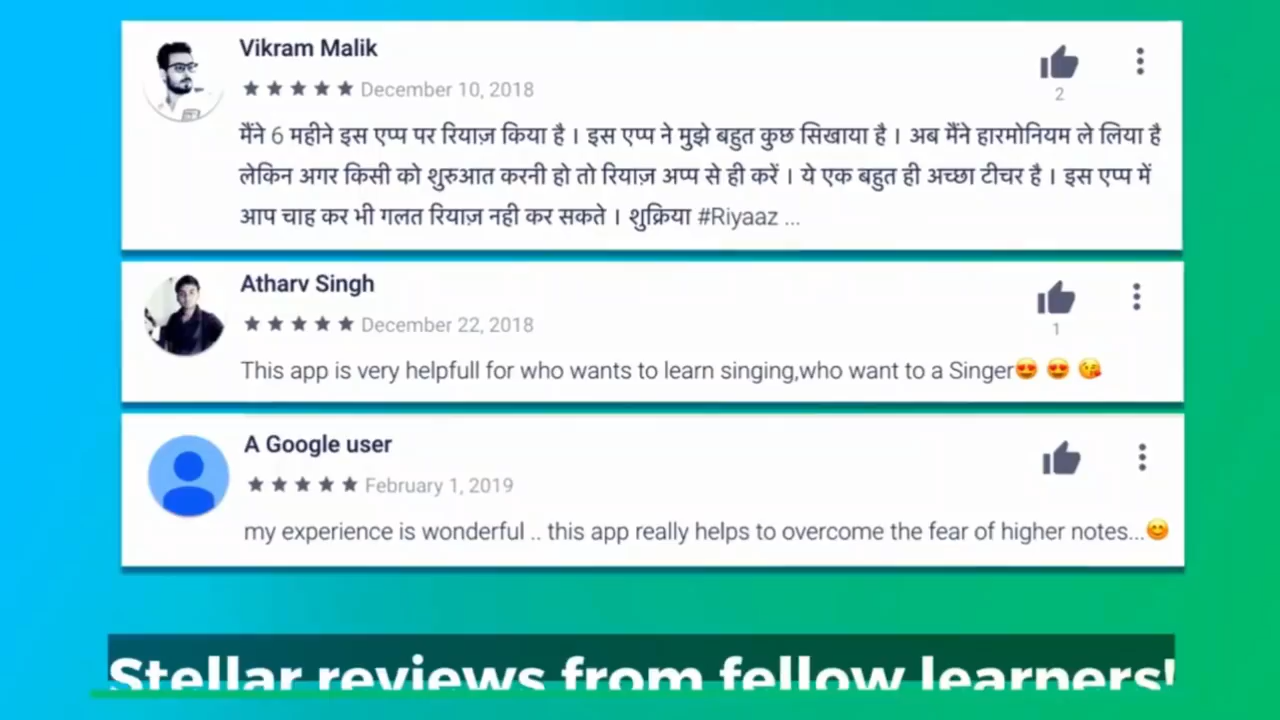 Vikram Malik
★★★★★ December 10, 2018
2
मैंने 6 महीने इस एप्प पर रियाज़ किया है । इस एप्प ने मुझे बहुत कुछ सिखाया है । अब मैंने हारमोनियम ले लिया है
लेकिन अगर किसी को शुरुआत करनी हो तो रियाज़ अप्प से ही करें । ये एक बहुत ही अच्छा टीचर है । इस एप्प में
आप चाह कर भी गलत रियाज़ नही कर सकते । शुक्रिया #Riyaaz ...
Atharv Singh
★★★★★ December 22, 2018
1
This app is very helpfull for who wants to learn singing,who want to a Singer😍 😍 😘
A Google user
★★★★★ February 1, 2019
my experience is wonderful .. this app really helps to overcome the fear of higher notes...😊
Stellar reviews from fellow learners!